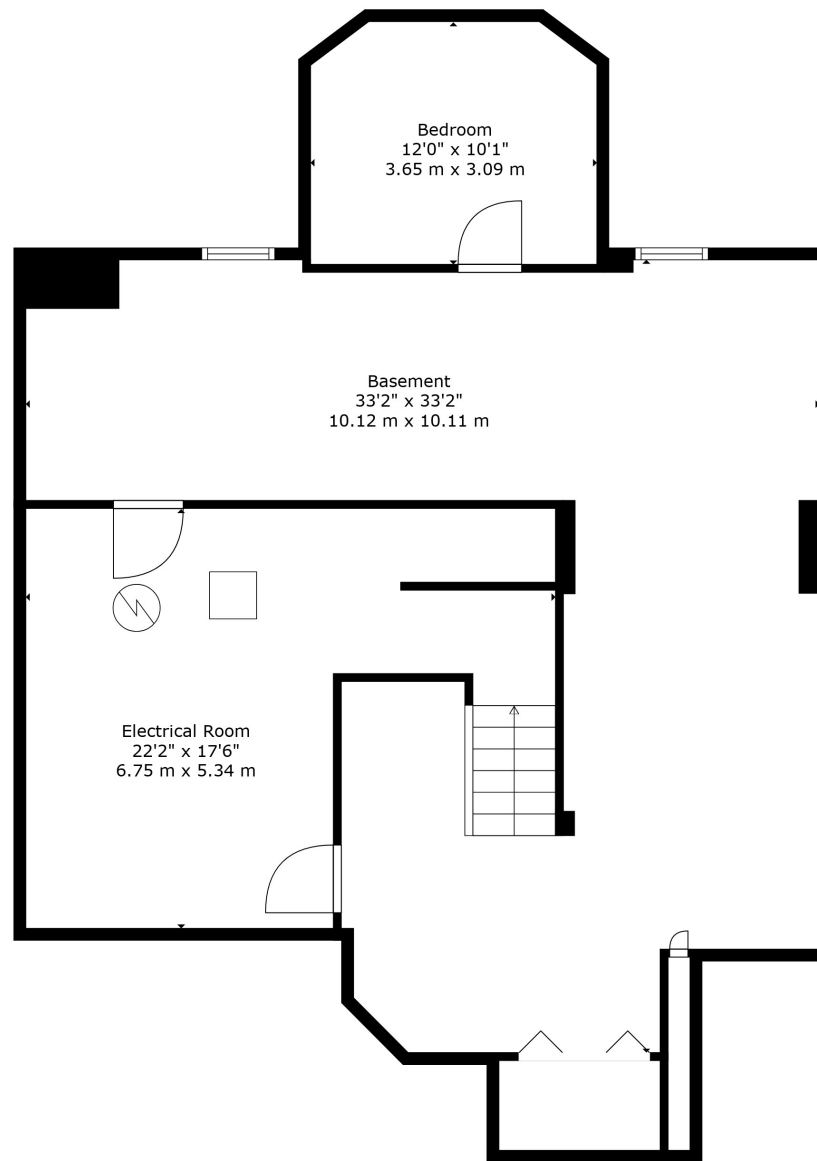 Bedroom
12'0" x 10'1"
3.65 m x 3.09 m
Basement
33'2" x 33'2"
10.12 m x 10.11 m
Electrical Room
22'2" x 17'6"
6.75 m x 5.34 m